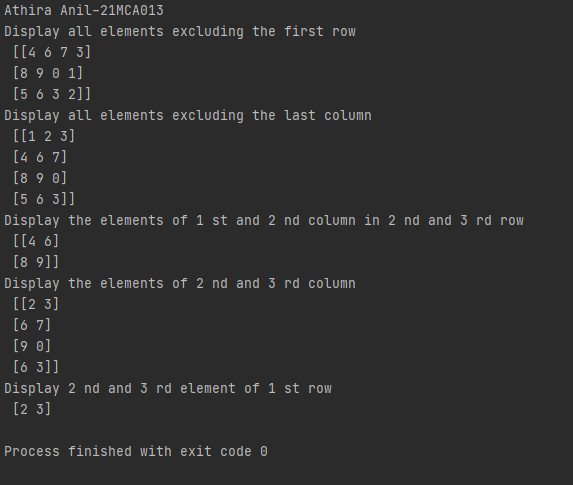 Athira Anil-21MCA013
Display all elements excluding the first row
[[4 6 7 3]
[8 9 0 1]
[5 6 3 2]]
Display all elements excluding the last column
[[1 2 3]
[4 6 7]
[8 9 0]
[5 6 3]]
Display the elements of 1 st and 2 nd column in 2 nd and 3 rd row
[[4 6]
[8 9]]
Display the elements of 2 nd and 3 rd column
[[2 3]
[6 7]
[9 0]
[6 3]]
Display 2 nd and 3 rd element of 1 st row
[2 3]
Process finished with exit code 0